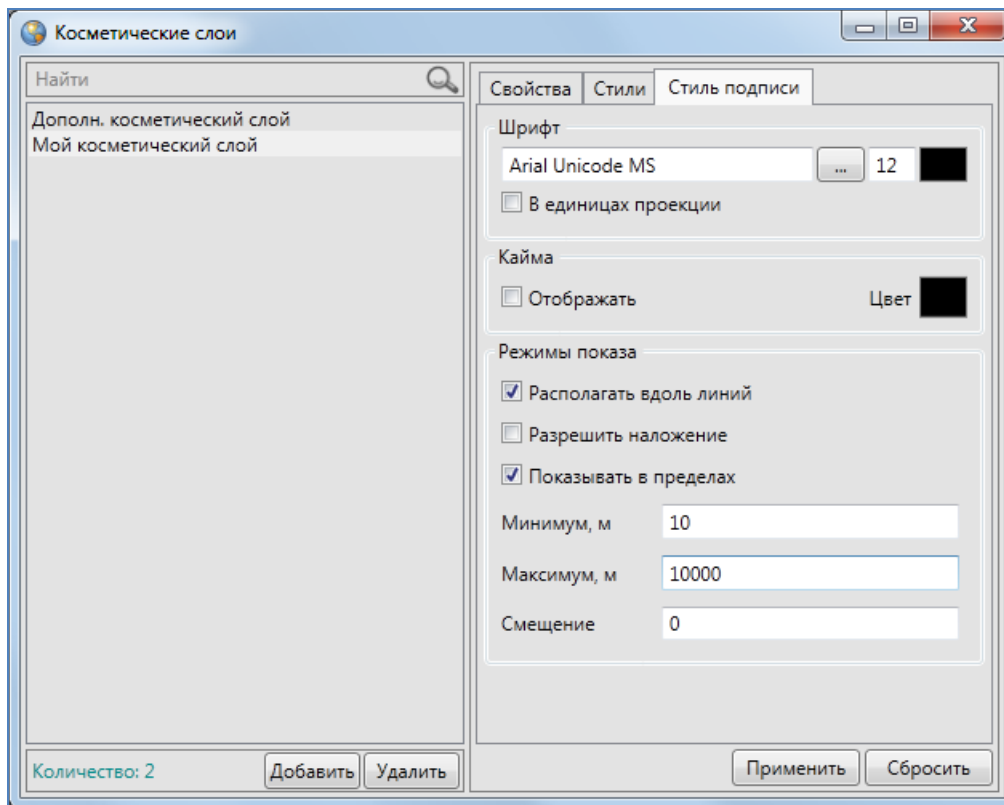 Косметические слои
Найти
Дополн. косметический слой
Мой косметический слой
Количество: 2
Добавить
Удалить
Свойства
Стили
Стиль подписи
Шрифт
Arial Unicode MS ... 12
В единицах проекции
Кайма
Отображать Цвет
Режимы показа
Располагать вдоль линий
Разрешить наложение
Показывать в пределах
Минимум, м 10
Максимум, м 10000
Смещение 0
Применить
Сбросить